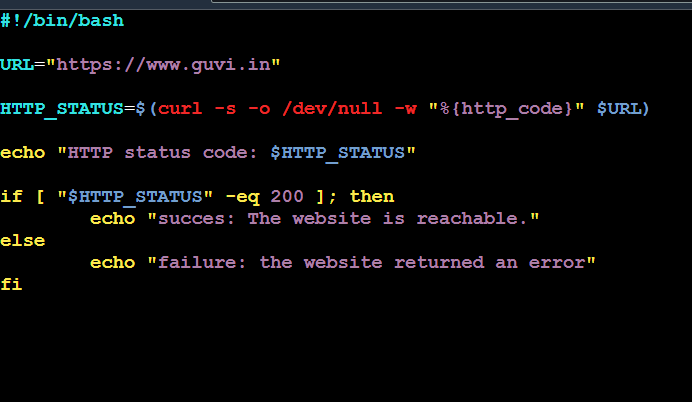 #!/bin/bash
URL="https://www.guvi.in"
HTTP_STATUS=$(curl -s -o /dev/null -w "%{http_code}" $URL)
echo "HTTP status code: $HTTP_STATUS"
if [ "$HTTP_STATUS" -eq 200 ]; then
echo "succes: The website is reachable."
else
echo "failure: the website returned an error"
fi